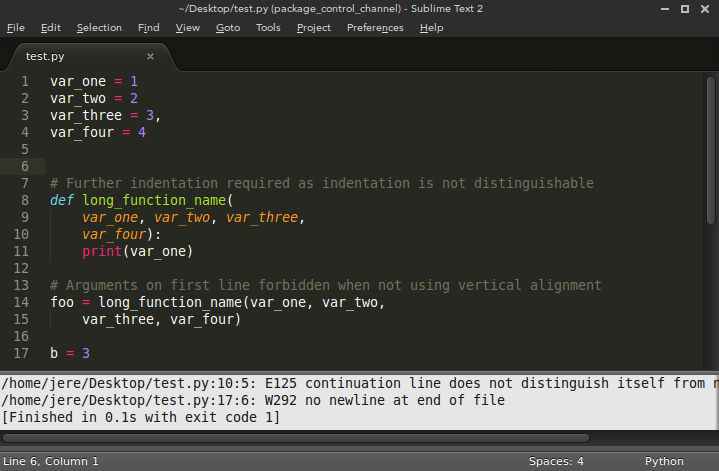 ~/Desktop/test.py (package_control_channel) - Sublime Text 2
File Edit Selection Find View Goto Tools Project Preferences Help
test.py ×
1 var_one = 1
2 var_two = 2
3 var_three = 3,
4 var_four = 4
5
6
7 # Further indentation required as indentation is not distinguishable
8 def long_function_name(
9     var_one, var_two, var_three,
10     var_four):
11     print(var_one)
12
13 # Arguments on first line forbidden when not using vertical alignment
14 foo = long_function_name(var_one, var_two,
15     var_three, var_four)
16
17 b = 3
/home/jere/Desktop/test.py:10:5: E125 continuation line does not distinguish itself from
/home/jere/Desktop/test.py:17:6: W292 no newline at end of file
[Finished in 0.1s with exit code 1]
Line 6, Column 1 Spaces: 4 Python